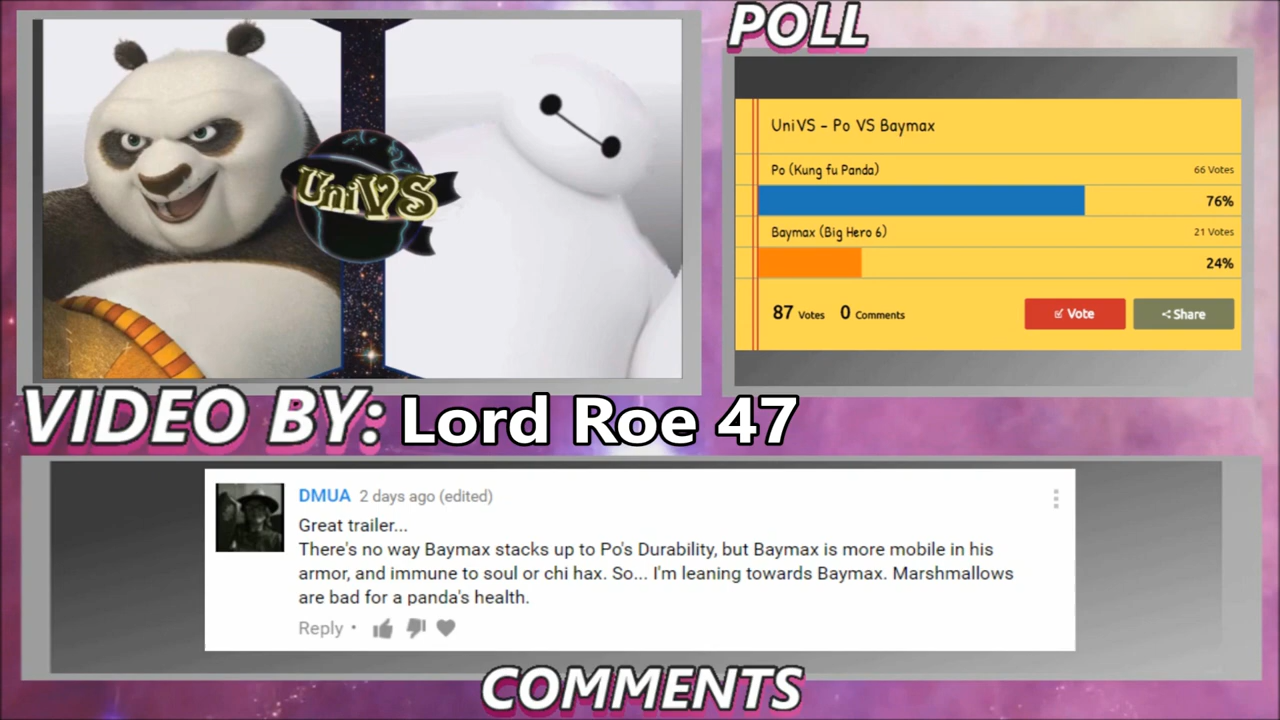 POLL
UniVS
UniVS - Po VS Baymax
Po (Kung fu Panda) 66 Votes
76%
Baymax (Big Hero 6) 21 Votes
24%
87 Votes 0 Comments Vote Share
VIDEO BY: Lord Roe 47
DMUA 2 days ago (edited)
Great trailer...
There's no way Baymax stacks up to Po's Durability, but Baymax is more mobile in his
armor, and immune to soul or chi hax. So... I'm leaning towards Baymax. Marshmallows
are bad for a panda's health.
Reply •
COMMENTS